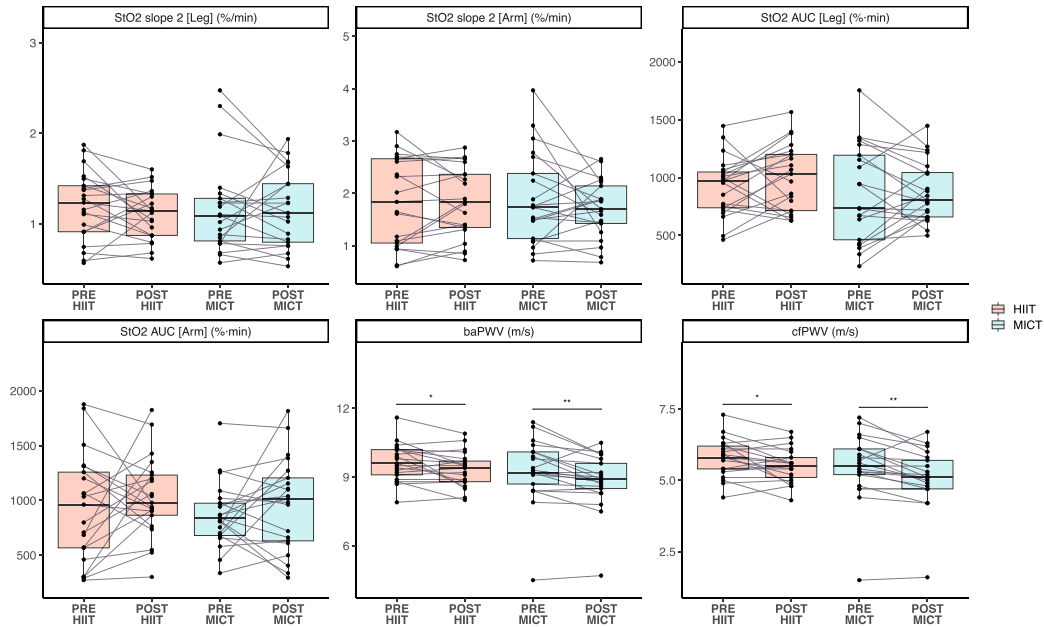 StO2 slope 2 [Leg] (%/min)
StO2 slope 2 [Arm] (%/min)
StO2 AUC [Leg] (%·min)
3
2
1
5
4
3
2
1
2000
1500
1000
500
PRE HIIT
POST HIIT
PRE MICT
POST MICT
PRE HIIT
POST HIIT
PRE MICT
POST MICT
PRE HIIT
POST HIIT
PRE MICT
POST MICT
HIIT
MICT
StO2 AUC [Arm] (%·min)
baPWV (m/s)
cfPWV (m/s)
2000
1500
1000
500
12
9
6
*
**
7.5
5.0
2.5
*
**
PRE HIIT
POST HIIT
PRE MICT
POST MICT
PRE HIIT
POST HIIT
PRE MICT
POST MICT
PRE HIIT
POST HIIT
PRE MICT
POST MICT